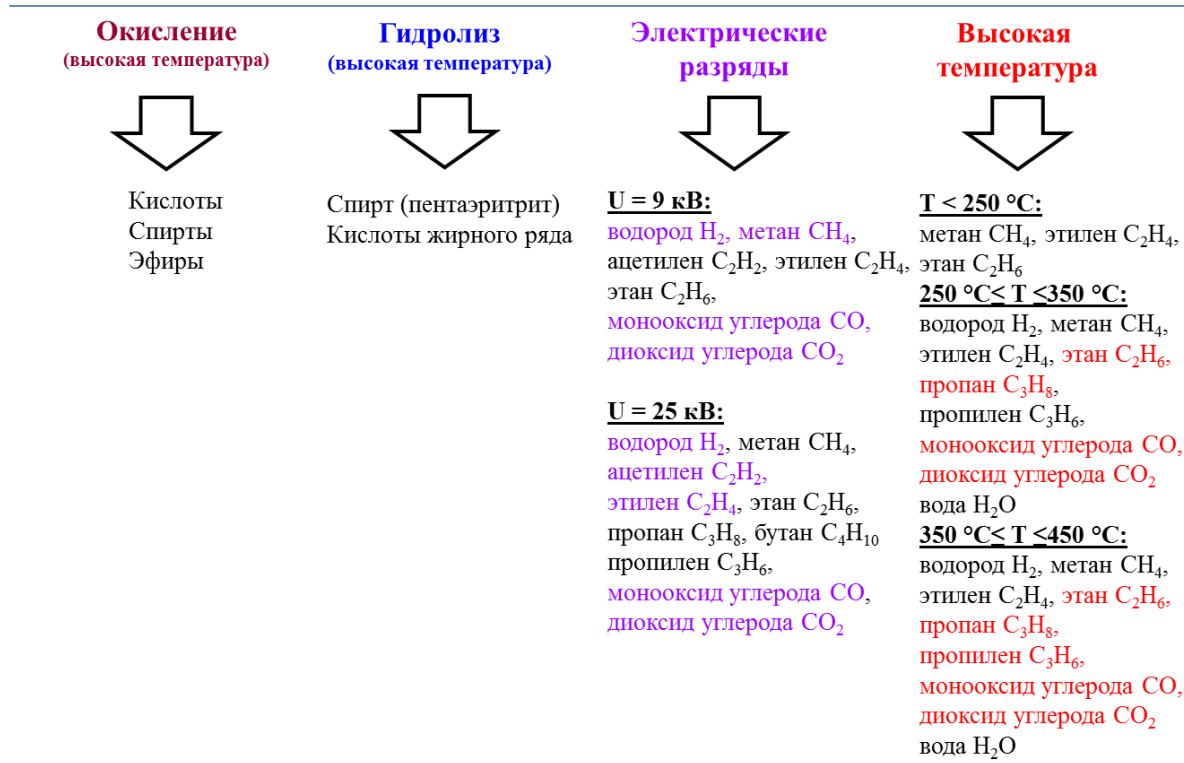 Окисление
(высокая температура)
Кислоты
Спирты
Эфиры
Гидролиз
(высокая температура)
Спирт (пентаэритрит)
Кислоты жирного ряда
Электрические
разряды
U = 9 кВ:
водород H₂, метан CH₄,
ацетилен C₂H₂, этилен C₂H₄,
этан C₂H₆,
монооксид углерода CO,
диоксид углерода CO₂
U = 25 кВ:
водород H₂, метан CH₄,
ацетилен C₂H₂,
этилен C₂H₄, этан C₂H₆,
пропан C₃H₈, бутан C₄H₁₀
пропилен C₃H₆,
монооксид углерода CO,
диоксид углерода CO₂
Высокая
температура
T < 250 °C:
метан CH₄, этилен C₂H₄,
этан C₂H₆
250 °C≤ T ≤350 °C:
водород H₂, метан CH₄,
этилен C₂H₄, этан C₂H₆,
пропан C₃H₈,
пропилен C₃H₆,
монооксид углерода CO,
диоксид углерода CO₂
вода H₂O
350 °C≤ T ≤450 °C:
водород H₂, метан CH₄,
этилен C₂H₄, этан C₂H₆,
пропан C₃H₈,
пропилен C₃H₆,
монооксид углерода CO,
диоксид углерода CO₂
вода H₂O